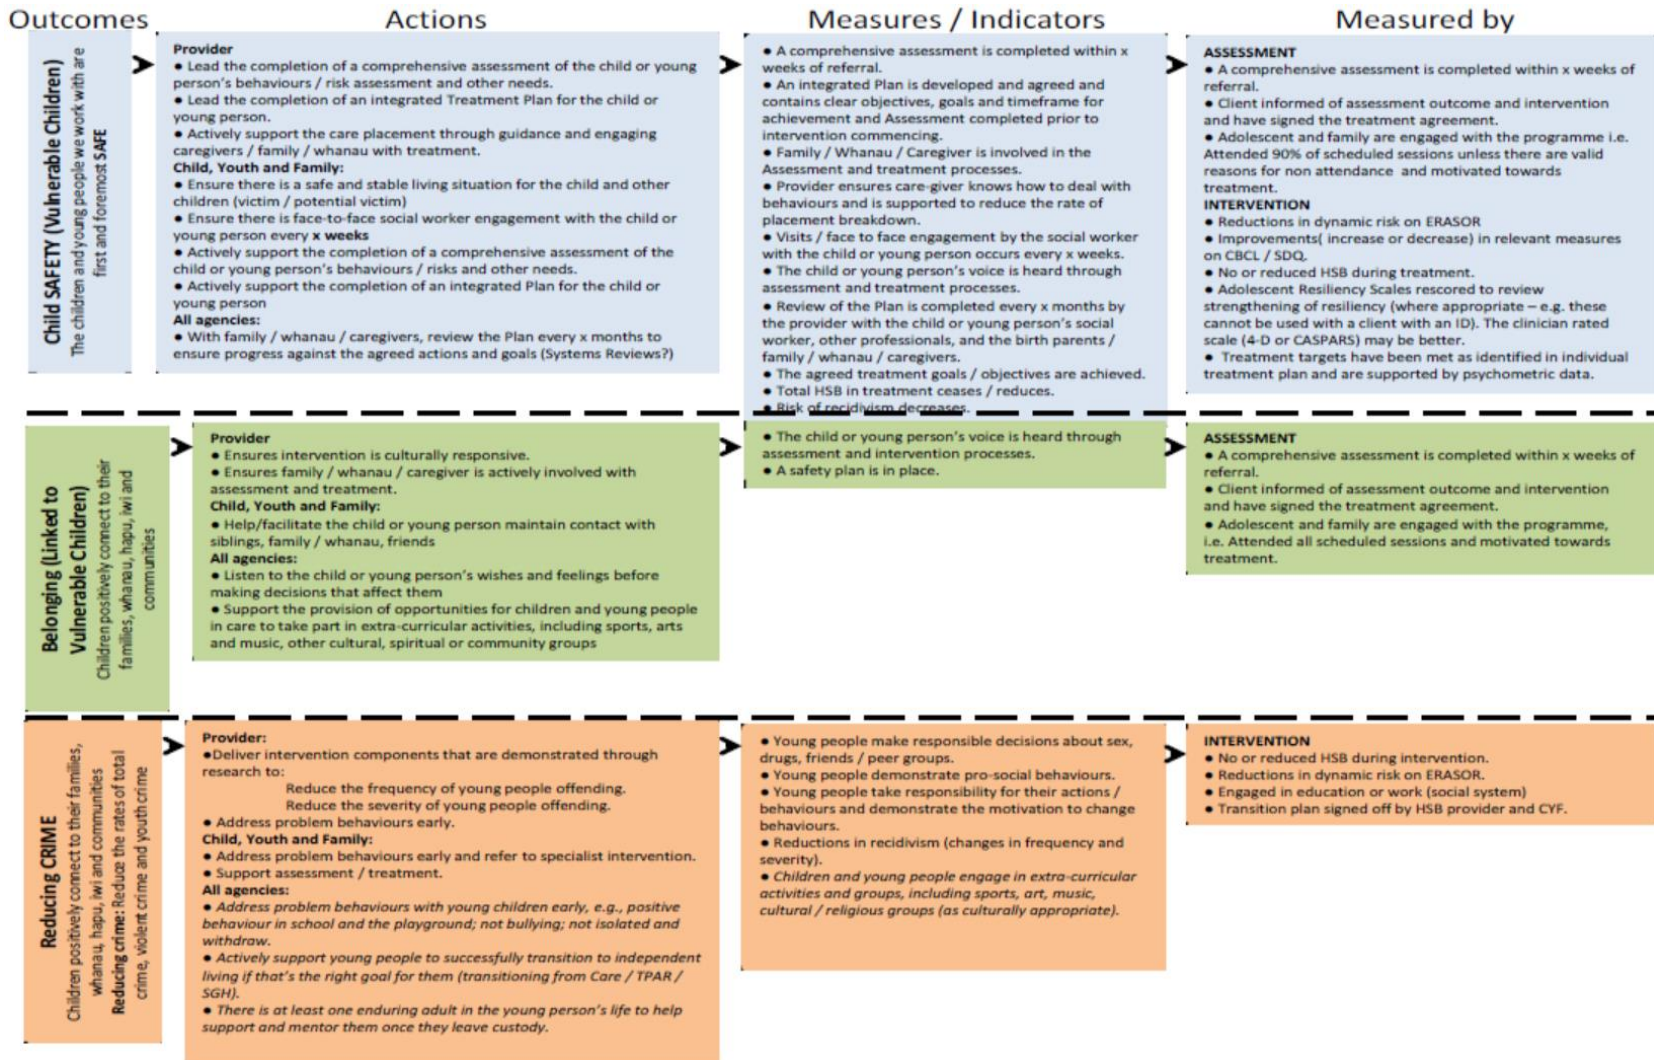 Outcomes
Actions
Measures / Indicators
Measured by
Child SAFETY (Vulnerable Children)
The children and young people we work with are
first and foremost SAFE
Provider
● Lead the completion of a comprehensive assessment of the child or young
person's behaviours / risk assessment and other needs.
● Lead the completion of an integrated Treatment Plan for the child or
young person.
● Actively support the care placement through guidance and engaging
caregivers / family / whanau with treatment.
Child, Youth and Family:
● Ensure there is a safe and stable living situation for the child and other
children (victim / potential victim)
● Ensure there is face-to-face social worker engagement with the child or
young person every x weeks
● Actively support the completion of a comprehensive assessment of the
child or young person's behaviours / risks and other needs.
● Actively support the completion of an integrated Plan for the child or
young person
All agencies:
● With family / whanau / caregivers, review the Plan every x months to
ensure progress against the agreed actions and goals (Systems Reviews?)
● A comprehensive assessment is completed within x
weeks of referral.
● An integrated Plan is developed and agreed and
contains clear objectives, goals and timeframe for
achievement and Assessment completed prior to
intervention commencing.
● Family / Whanau / Caregiver is involved in the
Assessment and treatment processes.
● Provider ensures care-giver knows how to deal with
behaviours and is supported to reduce the rate of
placement breakdown.
● Visits / face to face engagement by the social worker
with the child or young person occurs every x weeks.
● The child or young person's voice is heard through
assessment and treatment processes.
● Review of the Plan is completed every x months by
the provider with the child or young person's social
worker, other professionals, and the birth parents /
family / whanau / caregivers.
● The agreed treatment goals / objectives are achieved.
● Total HSB in treatment ceases / reduces.
● Risk of recidivism decreases.
ASSESSMENT
● A comprehensive assessment is completed within x weeks of
referral.
● Client informed of assessment outcome and intervention
and have signed the treatment agreement.
● Adolescent and family are engaged with the programme i.e.
Attended 90% of scheduled sessions unless there are valid
reasons for non attendance and motivated towards
treatment.
INTERVENTION
● Reductions in dynamic risk on ERASOR
● Improvements( increase or decrease) in relevant measures
on CBCL / SDQ.
● No or reduced HSB during treatment.
● Adolescent Resiliency Scales rescored to review
strengthening of resiliency (where appropriate – e.g. these
cannot be used with a client with an ID). The clinician rated
scale (4-D or CASPARS) may be better.
● Treatment targets have been met as identified in individual
treatment plan and are supported by psychometric data.
Belonging (Linked to
Vulnerable Children)
Children positively connect to their
families, whanau, hapu, iwi and
communities
Provider
● Ensures intervention is culturally responsive.
● Ensures family / whanau / caregiver is actively involved with
assessment and treatment.
Child, Youth and Family:
● Help/facilitate the child or young person maintain contact with
siblings, family / whanau, friends
All agencies:
● Listen to the child or young person's wishes and feelings before
making decisions that affect them
● Support the provision of opportunities for children and young people
in care to take part in extra-curricular activities, including sports, arts
and music, other cultural, spiritual or community groups
● The child or young person's voice is heard through
assessment and intervention processes.
● A safety plan is in place.
ASSESSMENT
● A comprehensive assessment is completed within x weeks of
referral.
● Client informed of assessment outcome and intervention
and have signed the treatment agreement.
● Adolescent and family are engaged with the programme,
i.e. Attended all scheduled sessions and motivated towards
treatment.
Reducing CRIME
Children positively connect to their families,
whanau, hapu, iwi and communities
Reducing crime: Reduce the rates of total
crime, violent crime and youth crime
Provider:
●Deliver intervention components that are demonstrated through
research to:
Reduce the frequency of young people offending.
Reduce the severity of young people offending.
● Address problem behaviours early.
Child, Youth and Family:
● Address problem behaviours early and refer to specialist intervention.
● Support assessment / treatment.
All agencies:
● Address problem behaviours with young children early, e.g., positive
behaviour in school and the playground; not bullying; not isolated and
withdraw.
● Actively support young people to successfully transition to independent
living if that's the right goal for them (transitioning from Care / TPAR /
SGH).
● There is at least one enduring adult in the young person's life to help
support and mentor them once they leave custody.
● Young people make responsible decisions about sex,
drugs, friends / peer groups.
● Young people demonstrate pro-social behaviours.
● Young people take responsibility for their actions /
behaviours and demonstrate the motivation to change
behaviours.
● Reductions in recidivism (changes in frequency and
severity).
● Children and young people engage in extra-curricular
activities and groups, including sports, art, music,
cultural / religious groups (as culturally appropriate).
INTERVENTION
● No or reduced HSB during intervention.
● Reductions in dynamic risk on ERASOR.
● Engaged in education or work (social system)
● Transition plan signed off by HSB provider and CYF.